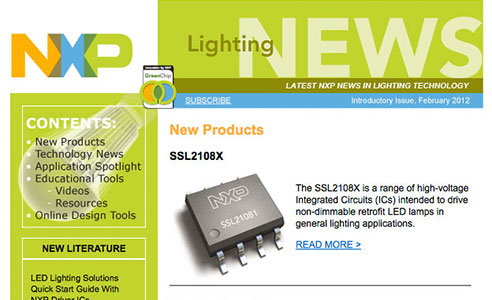 NXP
Lighting NEWS
Innovation by NXP
GreenChip
LATEST NXP NEWS IN LIGHTING TECHNOLOGY
SUBSCRIBE
Introductory Issue, February 2012
CONTENTS:
• New Products
• Technology News
• Application Spotlight
• Educational Tools
- Videos
- Resources
• Online Design Tools
NEW LITERATURE
LED Lighting Solutions
Quick Start Guide With
NXP Driver ICs
New Products
SSL2108X
NXP
SSL21081
The SSL2108X is a range of high-voltage
Integrated Circuits (ICs) intended to drive
non-dimmable retrofit LED lamps in
general lighting applications.
READ MORE >